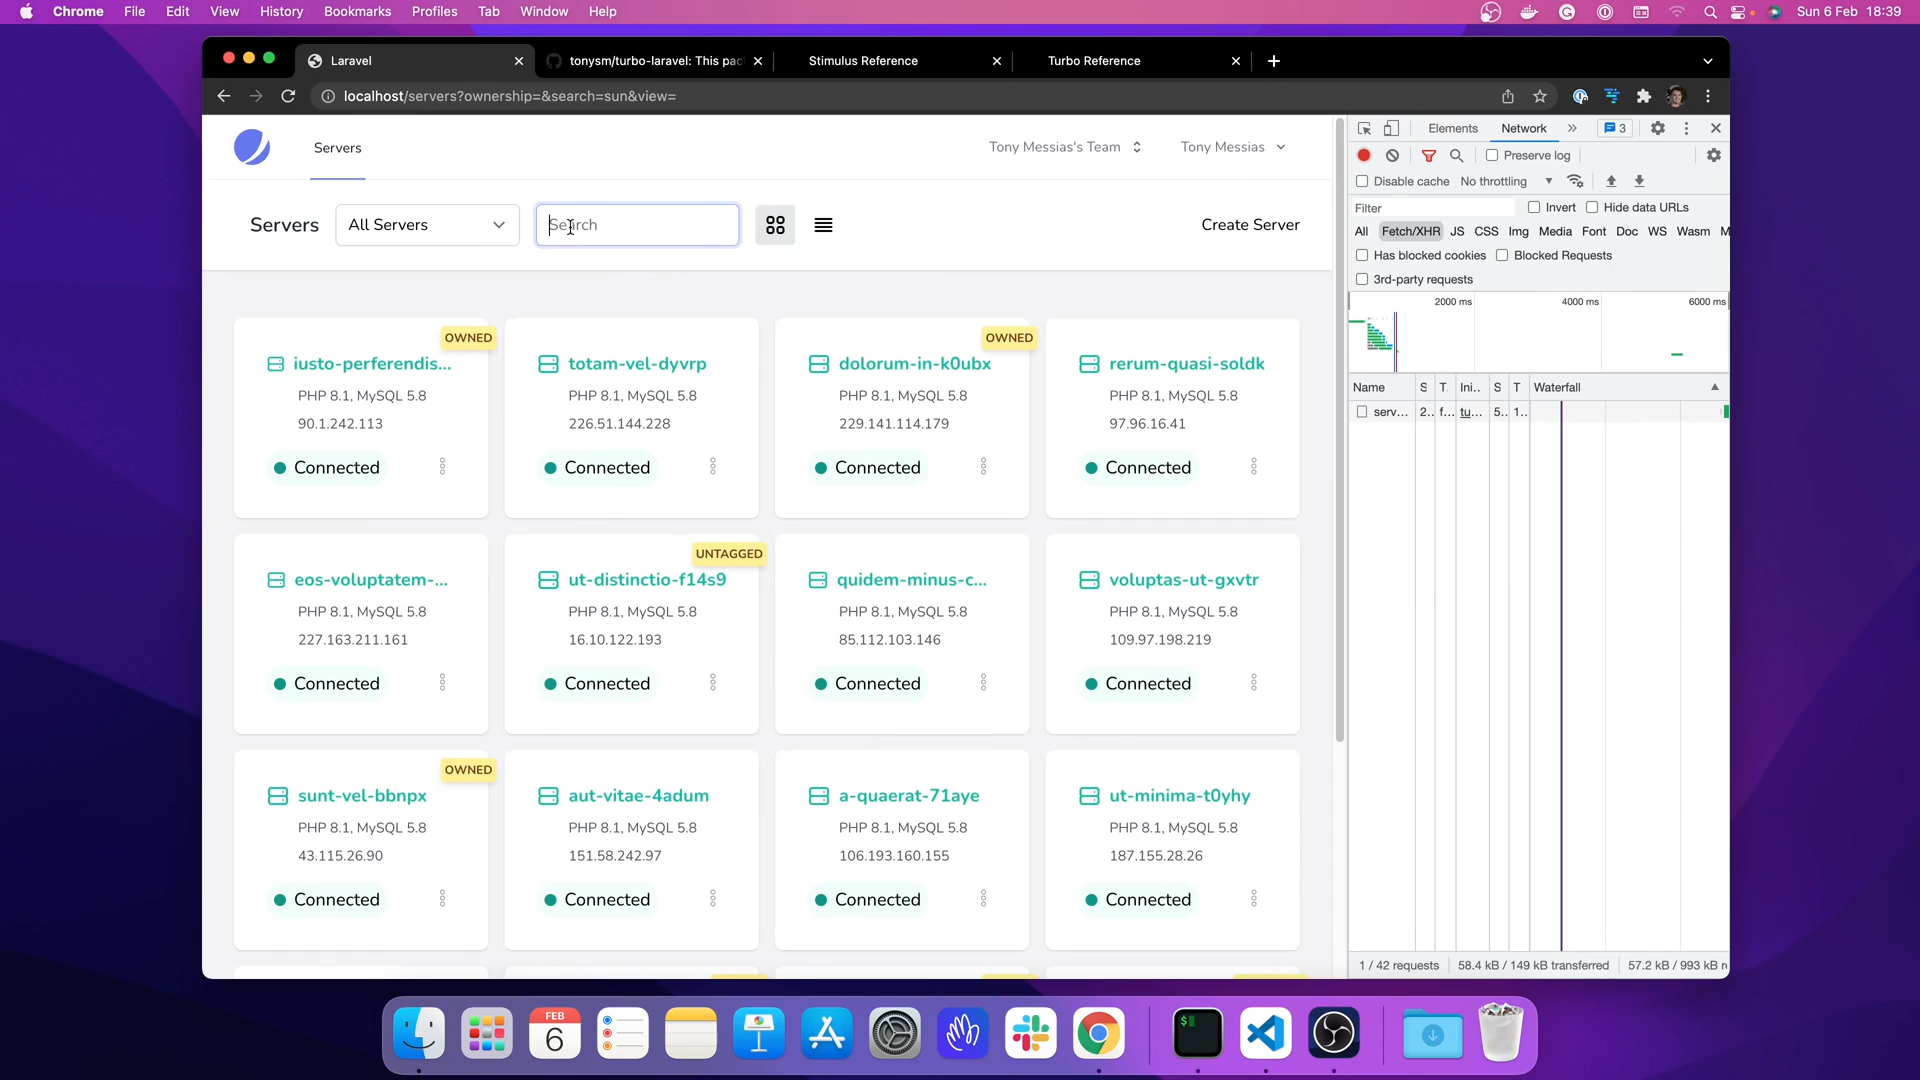 Chrome File Edit View History Bookmarks Profiles Tab Window Help Sun 6 Feb 18:39
Laravel tonysm/turbo-laravel: This pac Stimulus Reference Turbo Reference
localhost/servers?ownership=&search=sun&view=
Servers Tony Messias's Team Tony Messias
Servers All Servers Search Create Server
OWNED OWNED
iusto-perferendis... totam-vel-dyvrp dolorum-in-k0ubx rerum-quasi-soldk
PHP 8.1, MySQL 5.8 PHP 8.1, MySQL 5.8 PHP 8.1, MySQL 5.8 PHP 8.1, MySQL 5.8
90.1.242.113 226.51.144.228 229.141.114.179 97.96.16.41
Connected Connected Connected Connected
UNTAGGED
eos-voluptatem-... ut-distinctio-f14s9 quidem-minus-c... voluptas-ut-gxvtr
PHP 8.1, MySQL 5.8 PHP 8.1, MySQL 5.8 PHP 8.1, MySQL 5.8 PHP 8.1, MySQL 5.8
227.163.211.161 16.10.122.193 85.112.103.146 109.97.198.219
Connected Connected Connected Connected
OWNED
sunt-vel-bbnpx aut-vitae-4adum a-quaerat-71aye ut-minima-t0yhy
PHP 8.1, MySQL 5.8 PHP 8.1, MySQL 5.8 PHP 8.1, MySQL 5.8 PHP 8.1, MySQL 5.8
43.115.26.90 151.58.242.97 106.193.160.155 187.155.28.26
Connected Connected Connected Connected
Elements Network 3
Preserve log
Disable cache No throttling
Filter Invert Hide data URLs
All Fetch/XHR JS CSS Img Media Font Doc WS Wasm M
Has blocked cookies Blocked Requests
3rd-party requests
2000 ms 4000 ms 6000 ms
Name S T. Ini.. S T Waterfall
serv... 2.. f... tu... 5.. 1..
1 / 42 requests 58.4 kB / 149 kB transferred 57.2 kB / 993 kB r
FEB
6
$